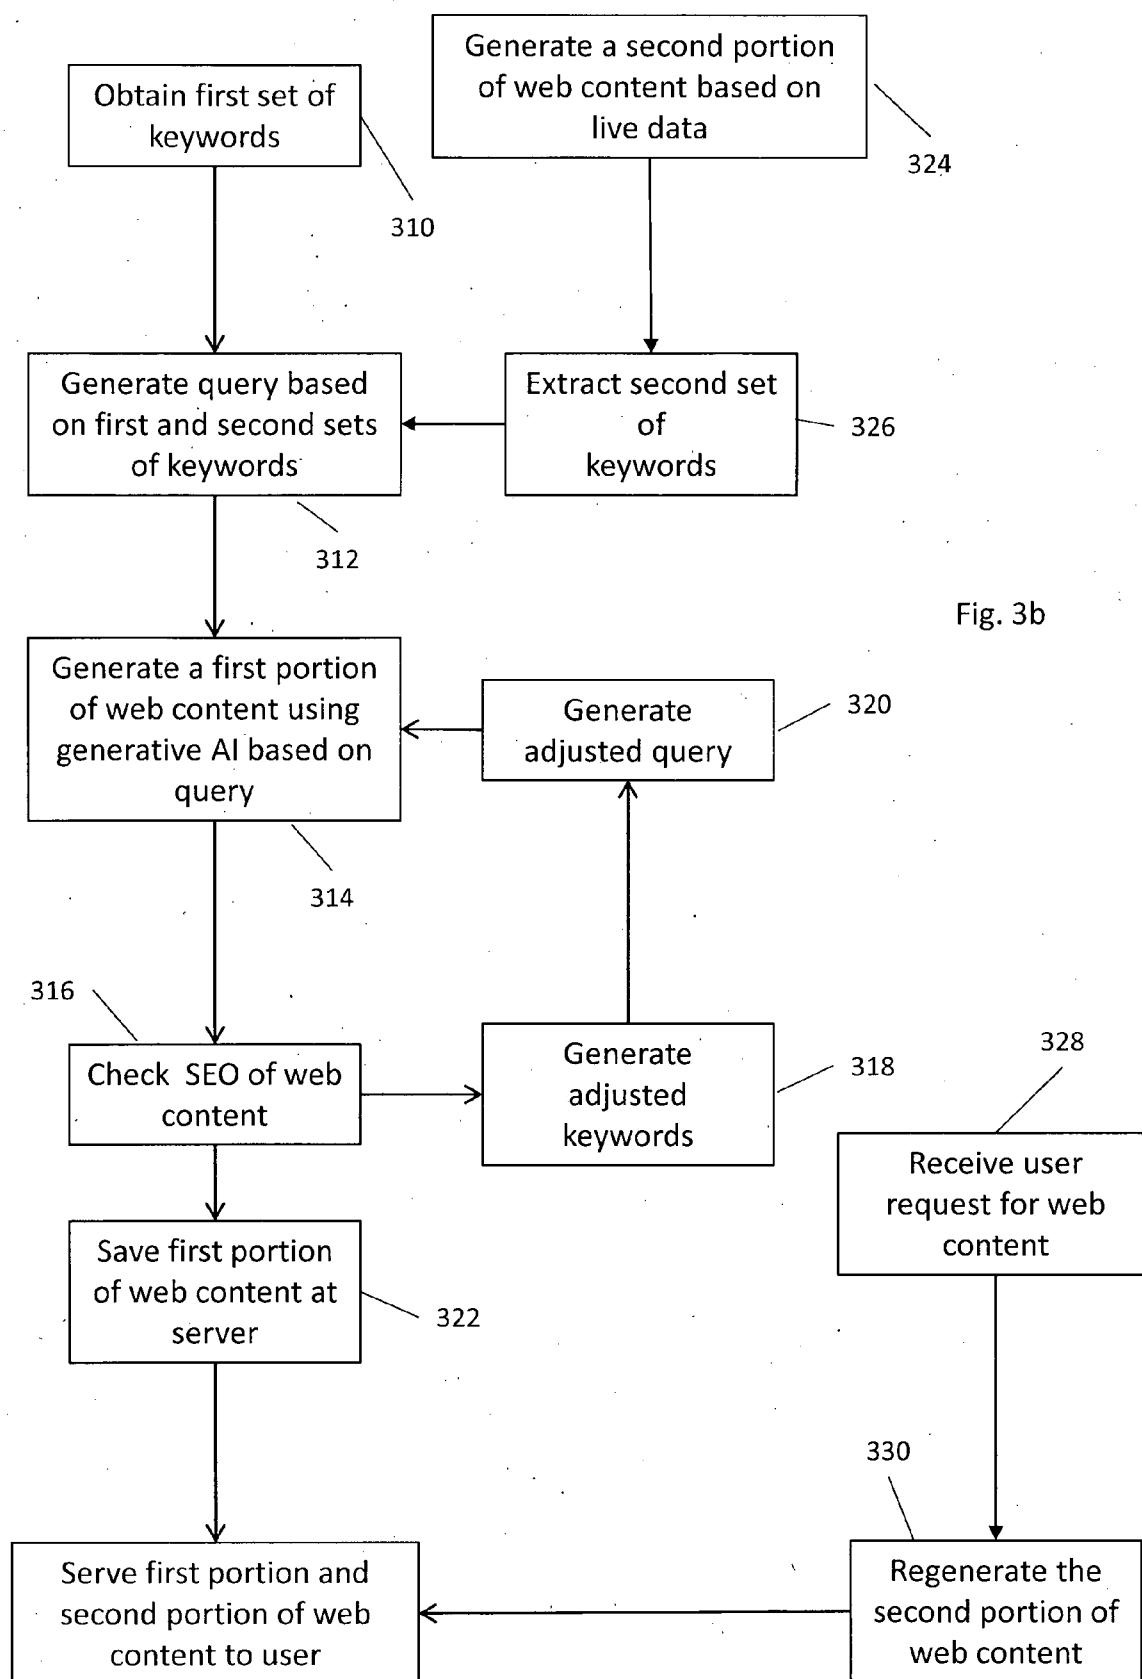 Generate a second portion
of web content based on
live data
324
Obtain first set of
keywords
310
Generate query based
on first and second sets
of keywords
312
Extract second set
of
keywords
326
Fig. 3b
Generate a first portion
of web content using
generative AI based on
query
314
Generate
adjusted query
320
316
Check SEO of web
content
Generate
adjusted
keywords
318
328
Receive user
request for web
content
Save first portion
of web content at
server
322
330
Serve first portion and
second portion of web
content to user
Regenerate the
second portion of
web content